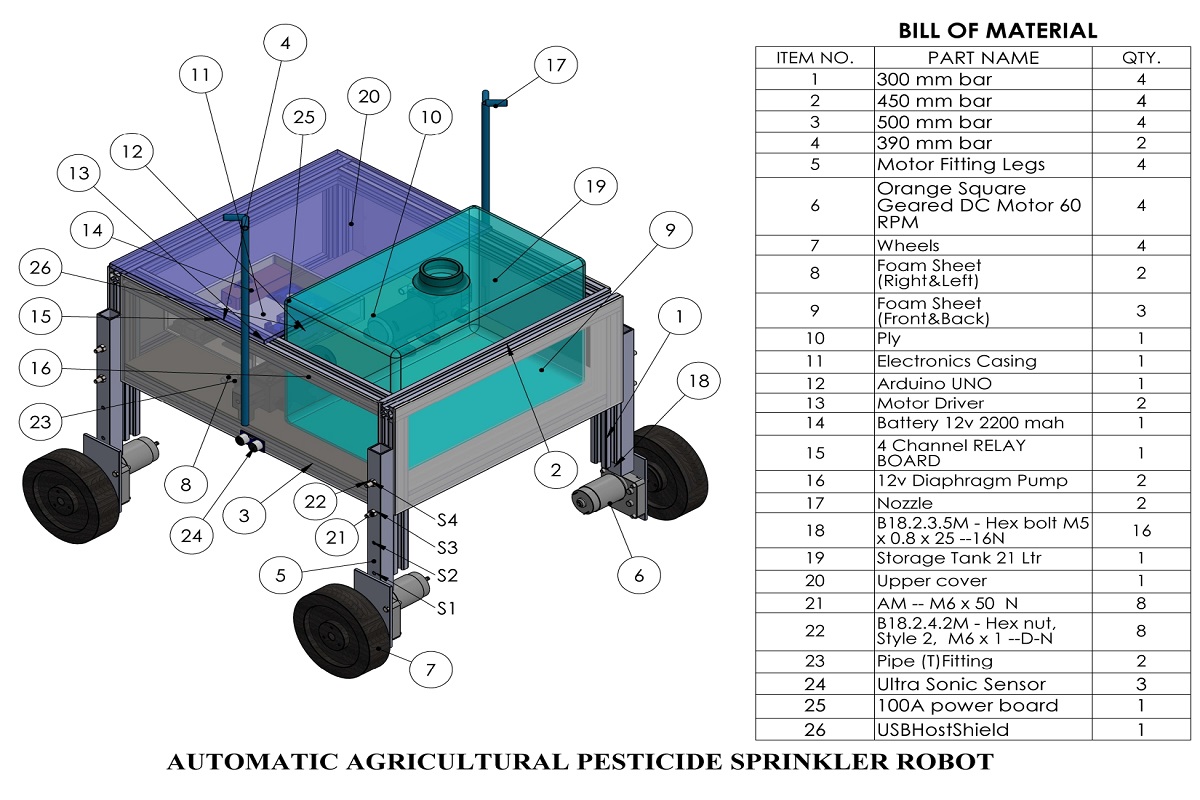 BILL OF MATERIAL
ITEM NO. PART NAME QTY.
1 300 mm bar 4
2 450 mm bar 4
3 500 mm bar 4
4 390 mm bar 2
5 Motor Fitting Legs 4
6 Orange Square
Geared DC Motor 60
RPM 4
7 Wheels 4
8 Foam Sheet
(Right&Left) 2
9 Foam Sheet
(Front&Back) 3
10 Ply 1
11 Electronics Casing 1
12 Arduino UNO 1
13 Motor Driver 2
14 Battery 12v 2200 mah 1
15 4 Channel RELAY
BOARD 1
16 12v Diaphragm Pump 2
17 Nozzle 2
18 B18.2.3.5M - Hex bolt M5
x 0.8 x 25 --16N 16
19 Storage Tank 21 Ltr 1
20 Upper cover 1
21 AM -- M6 x 50 N 8
22 B18.2.4.2M - Hex nut,
Style 2, M6 x 1 --D-N 8
23 Pipe (T)Fitting 2
24 Ultra Sonic Sensor 3
25 100A power board 1
26 USBHostShield 1
4
11
17
20
25
10
12
13
19
14
9
26
15
1
16
18
23
8
2
3
22
24
21
S4
S3
S2
S1
5
6
7
AUTOMATIC AGRICULTURAL PESTICIDE SPRINKLER ROBOT